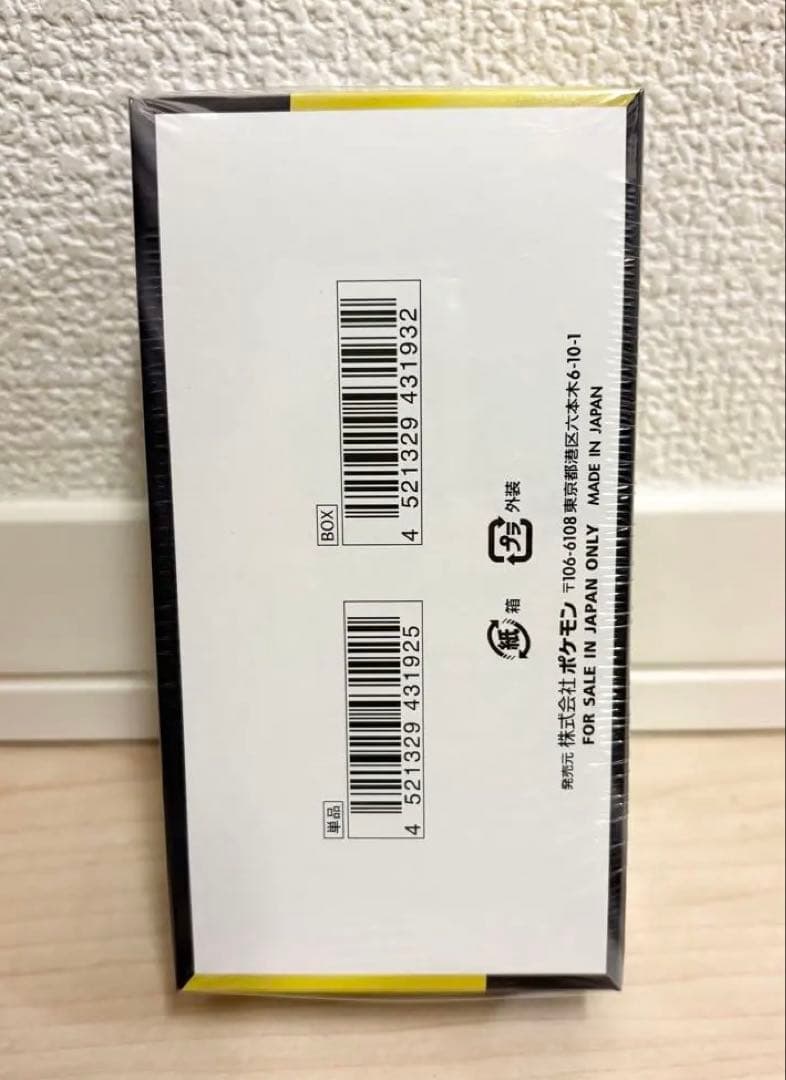 単品
4 521329 431925
BOX
4 521329 431932
紙 箱
プラ 外装
発売元 株式会社 ポケモン 〒106-6108 東京都港区六本木6-10-1
FOR SALE IN JAPAN ONLY MADE IN JAPAN